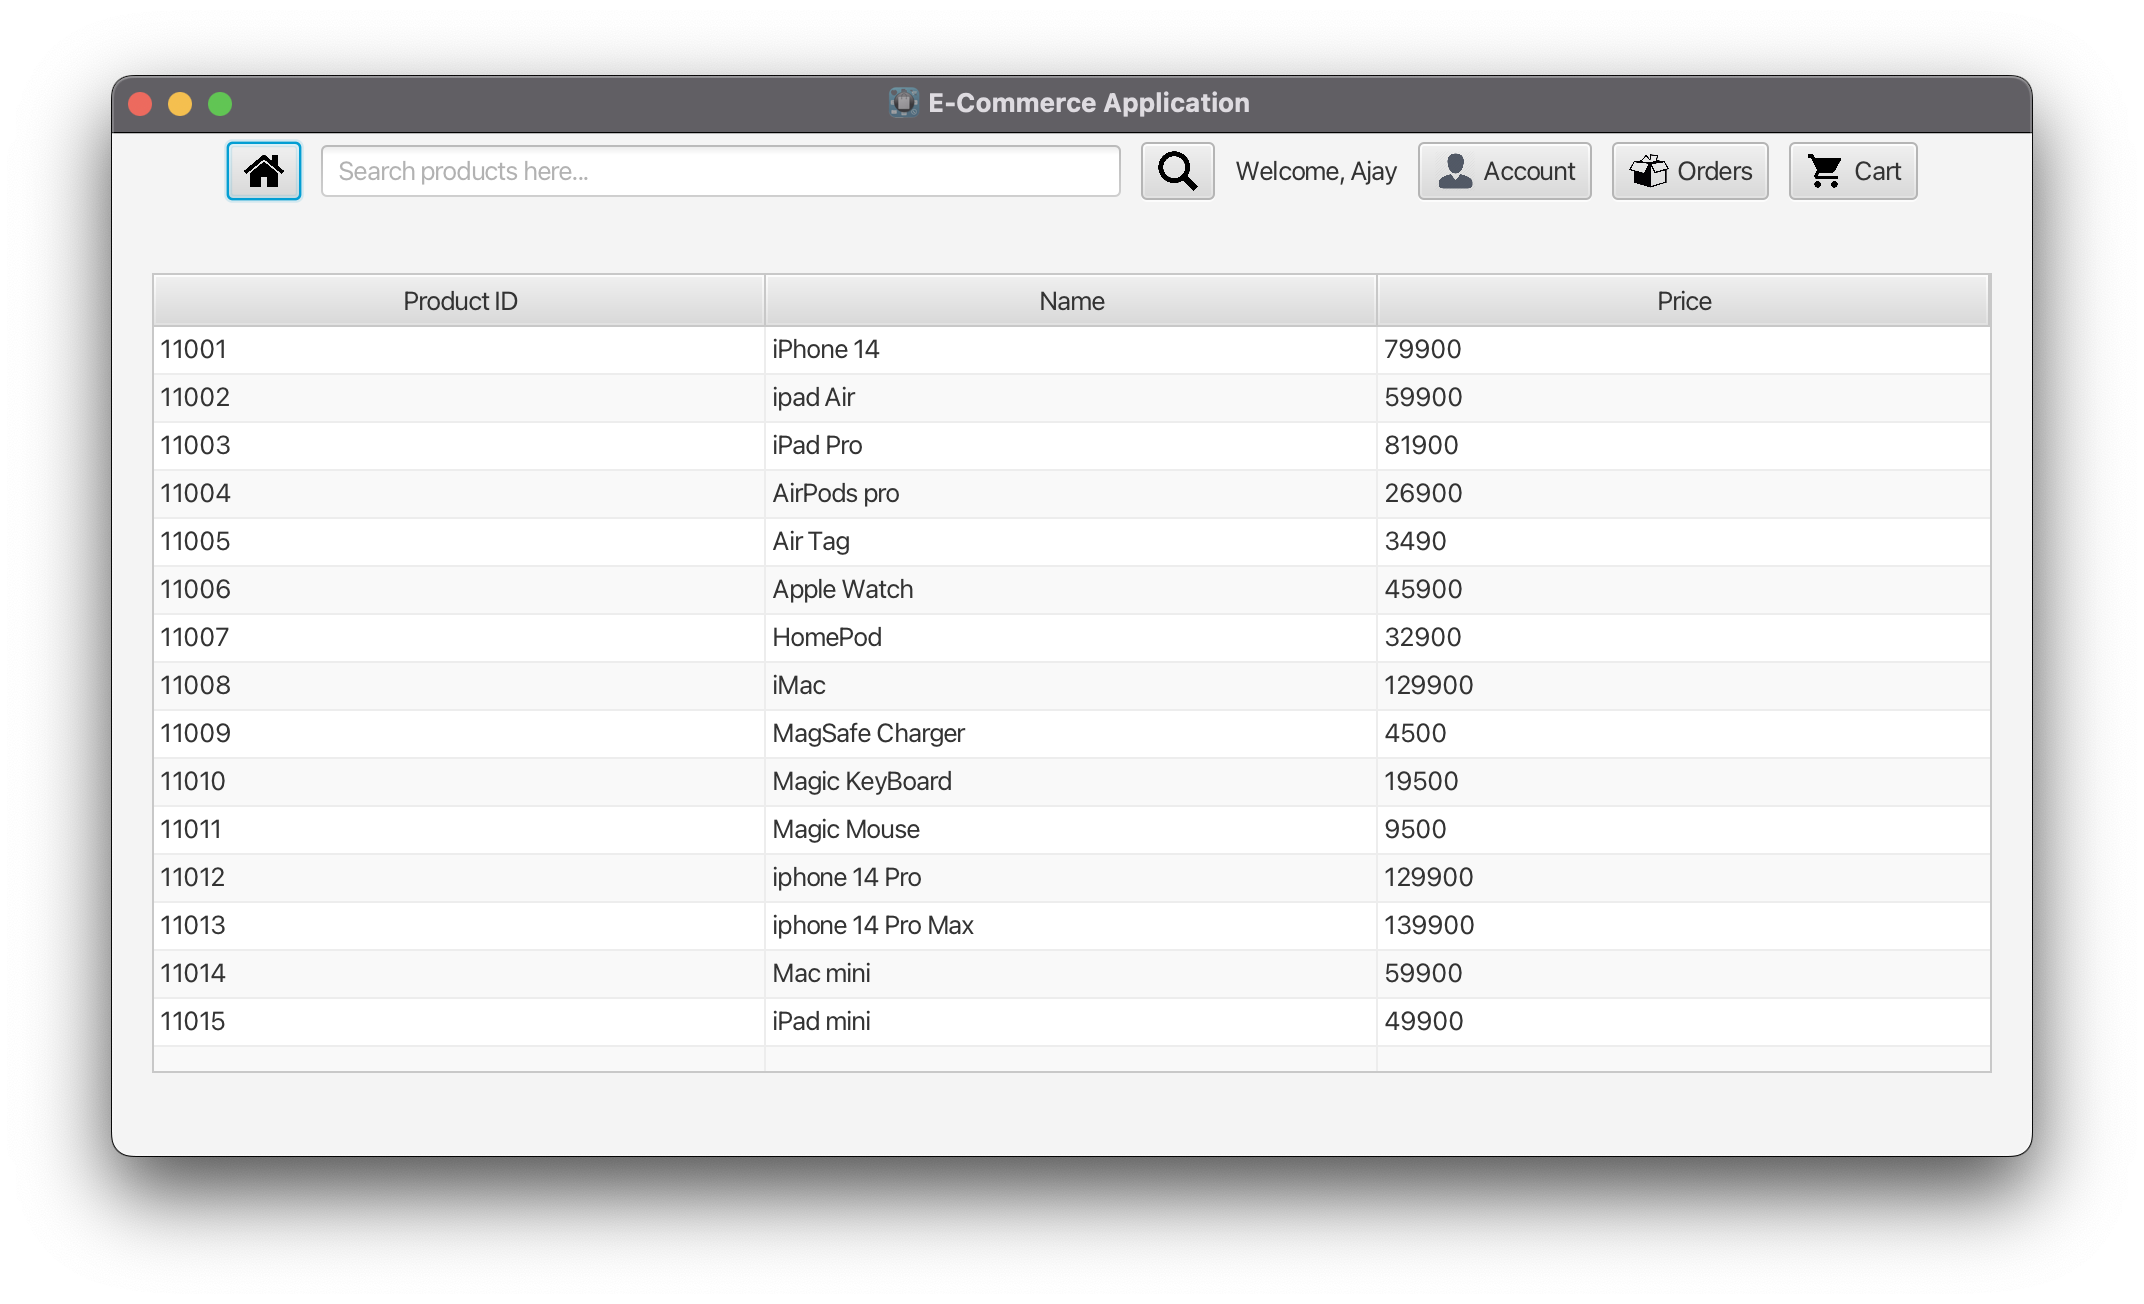 E-Commerce Application
Search products here... Welcome, Ajay Account Orders Cart
Product ID Name Price
11001 iPhone 14 79900
11002 ipad Air 59900
11003 iPad Pro 81900
11004 AirPods pro 26900
11005 Air Tag 3490
11006 Apple Watch 45900
11007 HomePod 32900
11008 iMac 129900
11009 MagSafe Charger 4500
11010 Magic KeyBoard 19500
11011 Magic Mouse 9500
11012 iphone 14 Pro 129900
11013 iphone 14 Pro Max 139900
11014 Mac mini 59900
11015 iPad mini 49900